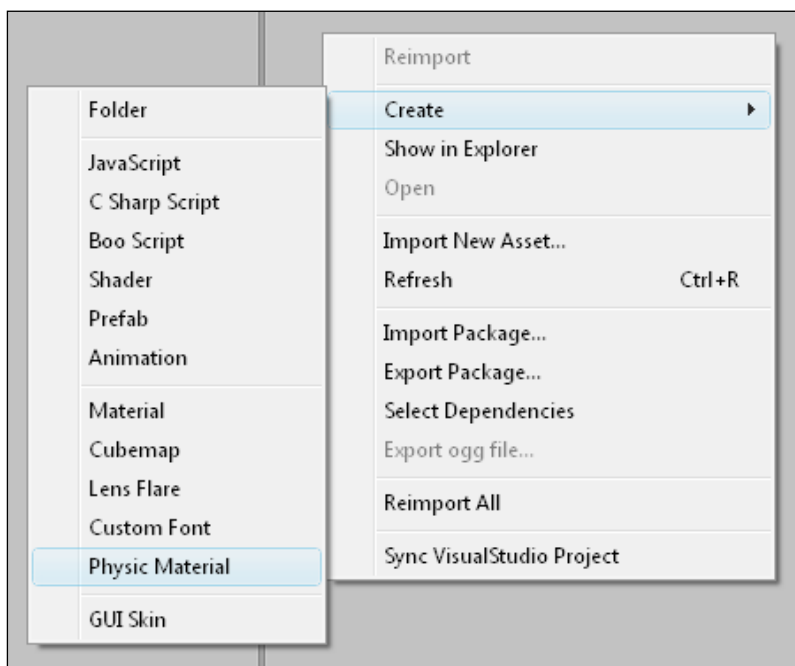 Reimport
Create
Show in Explorer
Open
Import New Asset...
Refresh Ctrl+R
Import Package...
Export Package...
Select Dependencies
Export ogg file...
Reimport All
Sync VisualStudio Project
Folder
JavaScript
C Sharp Script
Boo Script
Shader
Prefab
Animation
Material
Cubemap
Lens Flare
Custom Font
Physic Material
GUI Skin